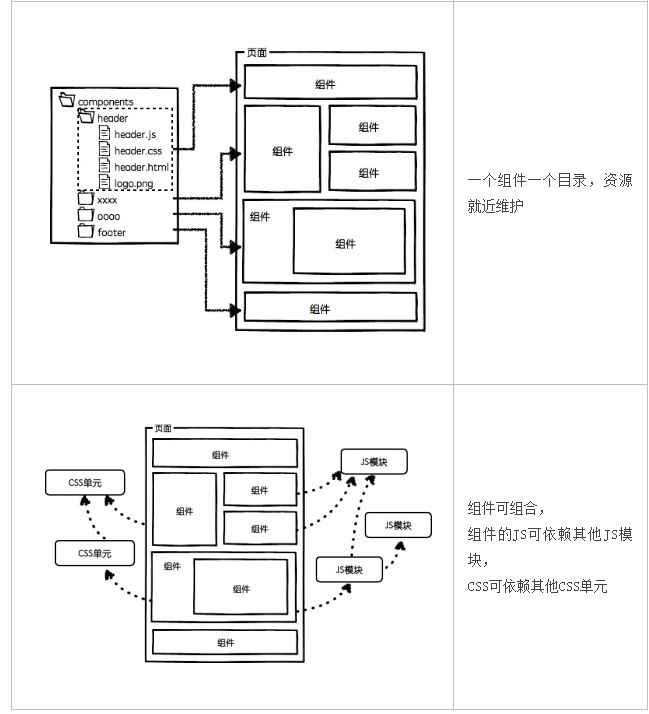 页面
组件
components
header
header.js
header.css
header.html
logo.png
xxxx
oooo
footer
组件
组件
组件
组件
组件
组件
一个组件一个目录，资源
就近维护
页面
组件
CSS单元
CSS单元
组件
组件
组件
组件
组件
组件
JS模块
JS模块
JS模块
组件可组合，
组件的JS可依赖其他JS模
块，
CSS可依赖其他CSS单元